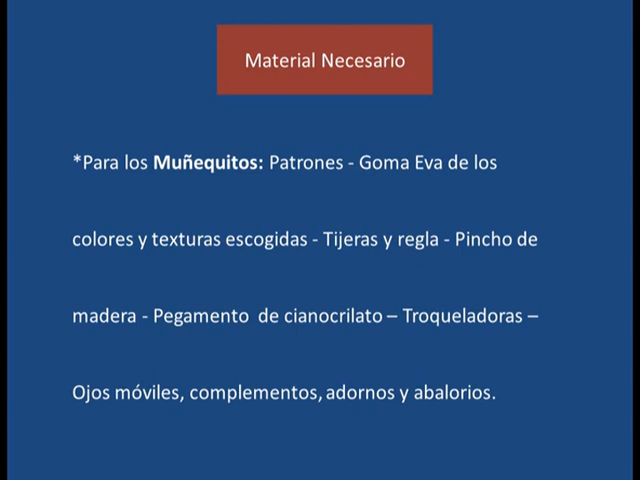 Material Necesario
*Para los Muñequitos: Patrones - Goma Eva de los
colores y texturas escogidas - Tijeras y regla - Pincho de
madera - Pegamento  de cianocrilato – Troqueladoras –
Ojos móviles, complementos, adornos y abalorios.